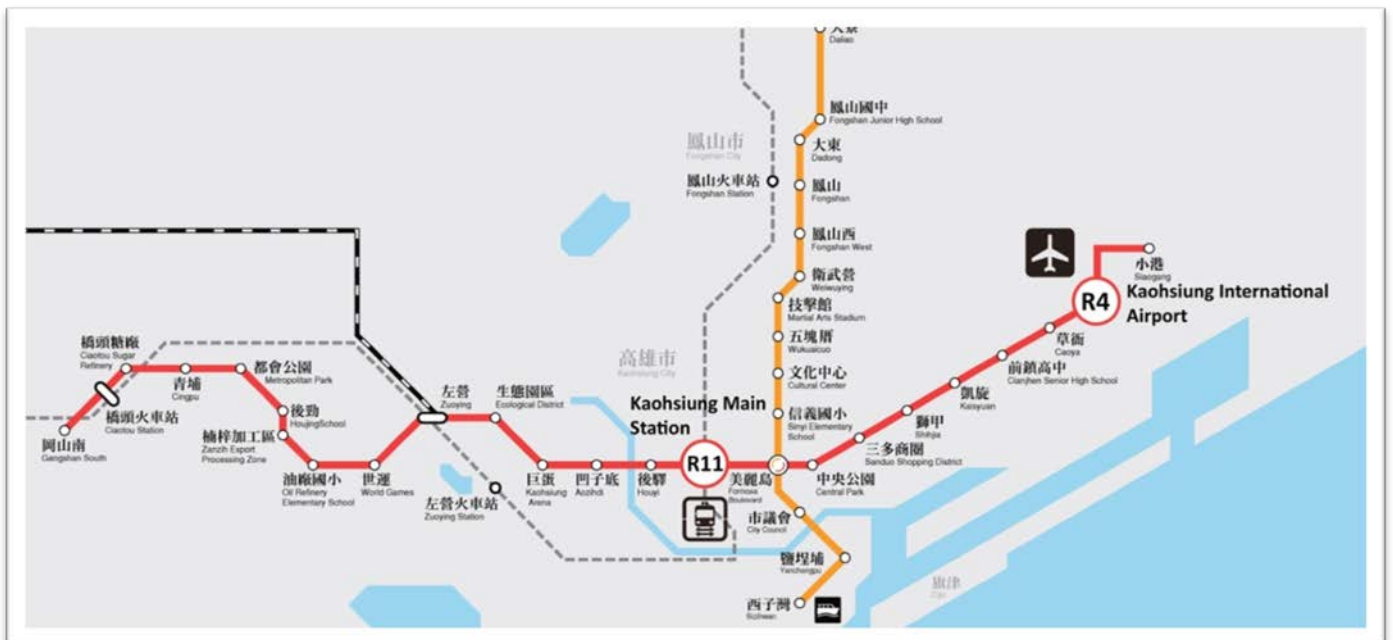 大寮
Daliao
鳳山國中
Fongshan Junior High School
鳳山市
Fongshan City
大東
Dadong
鳳山火車站
Fongshan Station
鳳山
Fongshan
鳳山西
Fongshan West
衛武營
Weiwuying
小港
Siaogang
R4
Kaohsiung International
Airport
技擊館
Martial Arts Stadium
五塊厝
Wukuaicuo
草衙
Caoya
橋頭糖廠
Ciaotou Sugar
Refinery
青埔
Cingpu
都會公園
Metropolitan Park
高雄市
Kaohsiung City
文化中心
Cultural Center
前鎮高中
Cianjhen Senior High School
左營
Zuoying
生態園區
Ecological District
凱旋
Kaisyuan
Kaohsiung Main
Station
信義國小
Sinyi Elementary
School
獅甲
Shihjia
橋頭火車站
Ciaotou Station
後勁
HoujingSchool
岡山南
Gangshan South
楠梓加工區
Zanzih Export
Processing Zone
三多商圈
Sanduo Shopping District
R11
油廠國小
Oil Refinery
Elementary School
世運
World Games
巨蛋
Kaohsiung
Arena
凹子底
Aozihdi
後驛
Houyi
美麗島
Formosa
Boulevard
中央公園
Central Park
左營火車站
Zuoying Station
市議會
City Council
鹽埕埔
Yanchengpu
旗津
Cijin
西子灣
Sizihwan